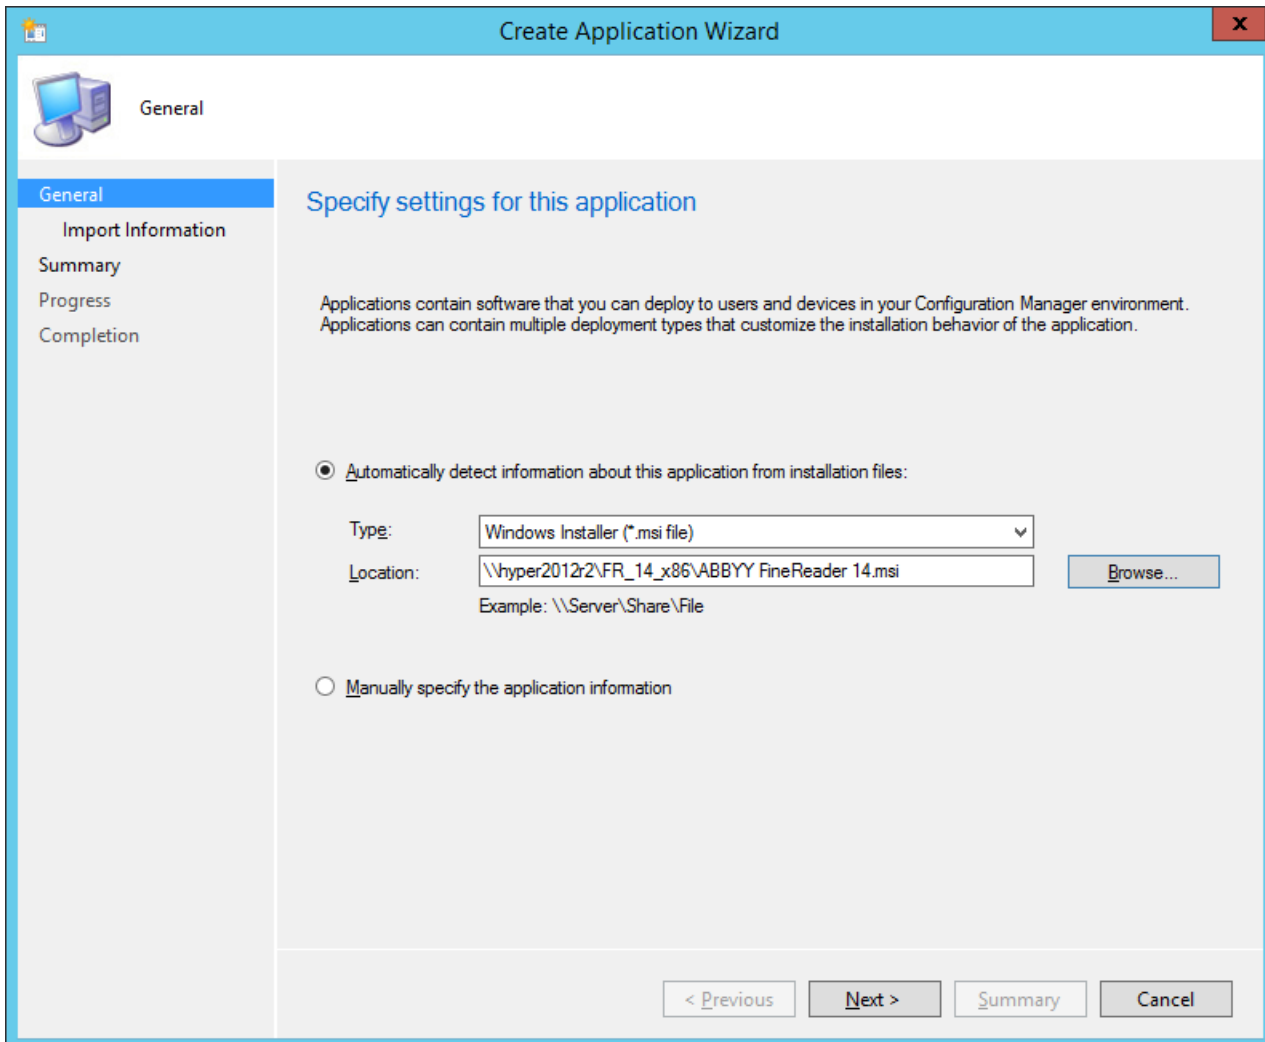 Create Application Wizard
x
General
General
Import Information
Summary
Progress
Completion
Specify settings for this application
Applications contain software that you can deploy to users and devices in your Configuration Manager environment.
Applications can contain multiple deployment types that customize the installation behavior of the application.
Automatically detect information about this application from installation files:
Type: Windows Installer (*.msi file)
Location: \\hyper2012r2\FR_14_x86\ABBYY FineReader 14.msi Browse...
Example: \\Server\Share\File
Manually specify the application information
< Previous Next > Summary Cancel